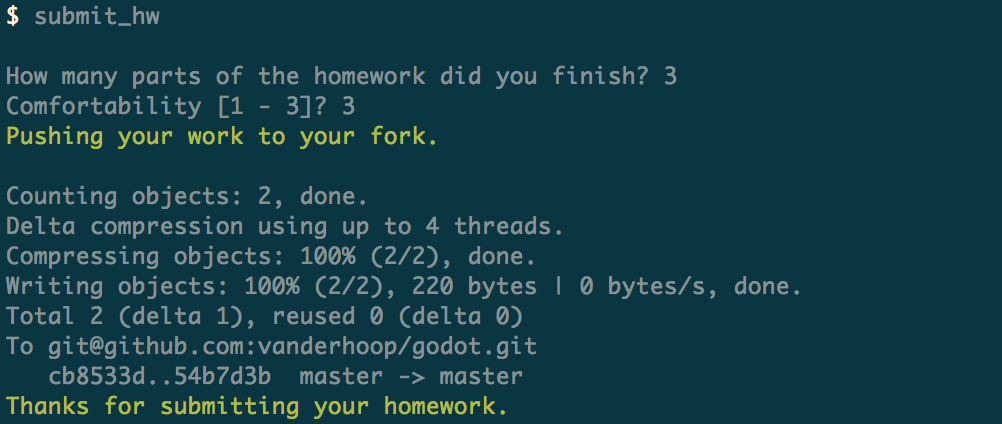 $ submit_hw
How many parts of the homework did you finish? 3
Comfortability [1 - 3]? 3
Pushing your work to your fork.
Counting objects: 2, done.
Delta compression using up to 4 threads.
Compressing objects: 100% (2/2), done.
Writing objects: 100% (2/2), 220 bytes | 0 bytes/s, done.
Total 2 (delta 1), reused 0 (delta 0)
To git@github.com:vanderhoop/godot.git
cb8533d..54b7d3b  master -> master
Thanks for submitting your homework.